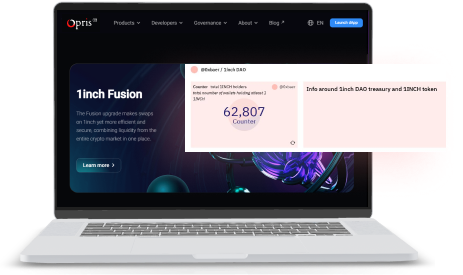 Opris
Products Developers Governance About Blog ↗ EN Launch dApp
@Bxbært / 1inch DAO
1inch Fusion
The Fusion upgrade makes swaps
on 1inch yet more efficient and
secure, combining liquidity from the
entire crypto market in one place.
Learn more >
Counter total 1INCH holders
total number of wallets holding atleast 1
1INCH
62,807
Counter
Info around 1inch DAO treasury and 1INCH token